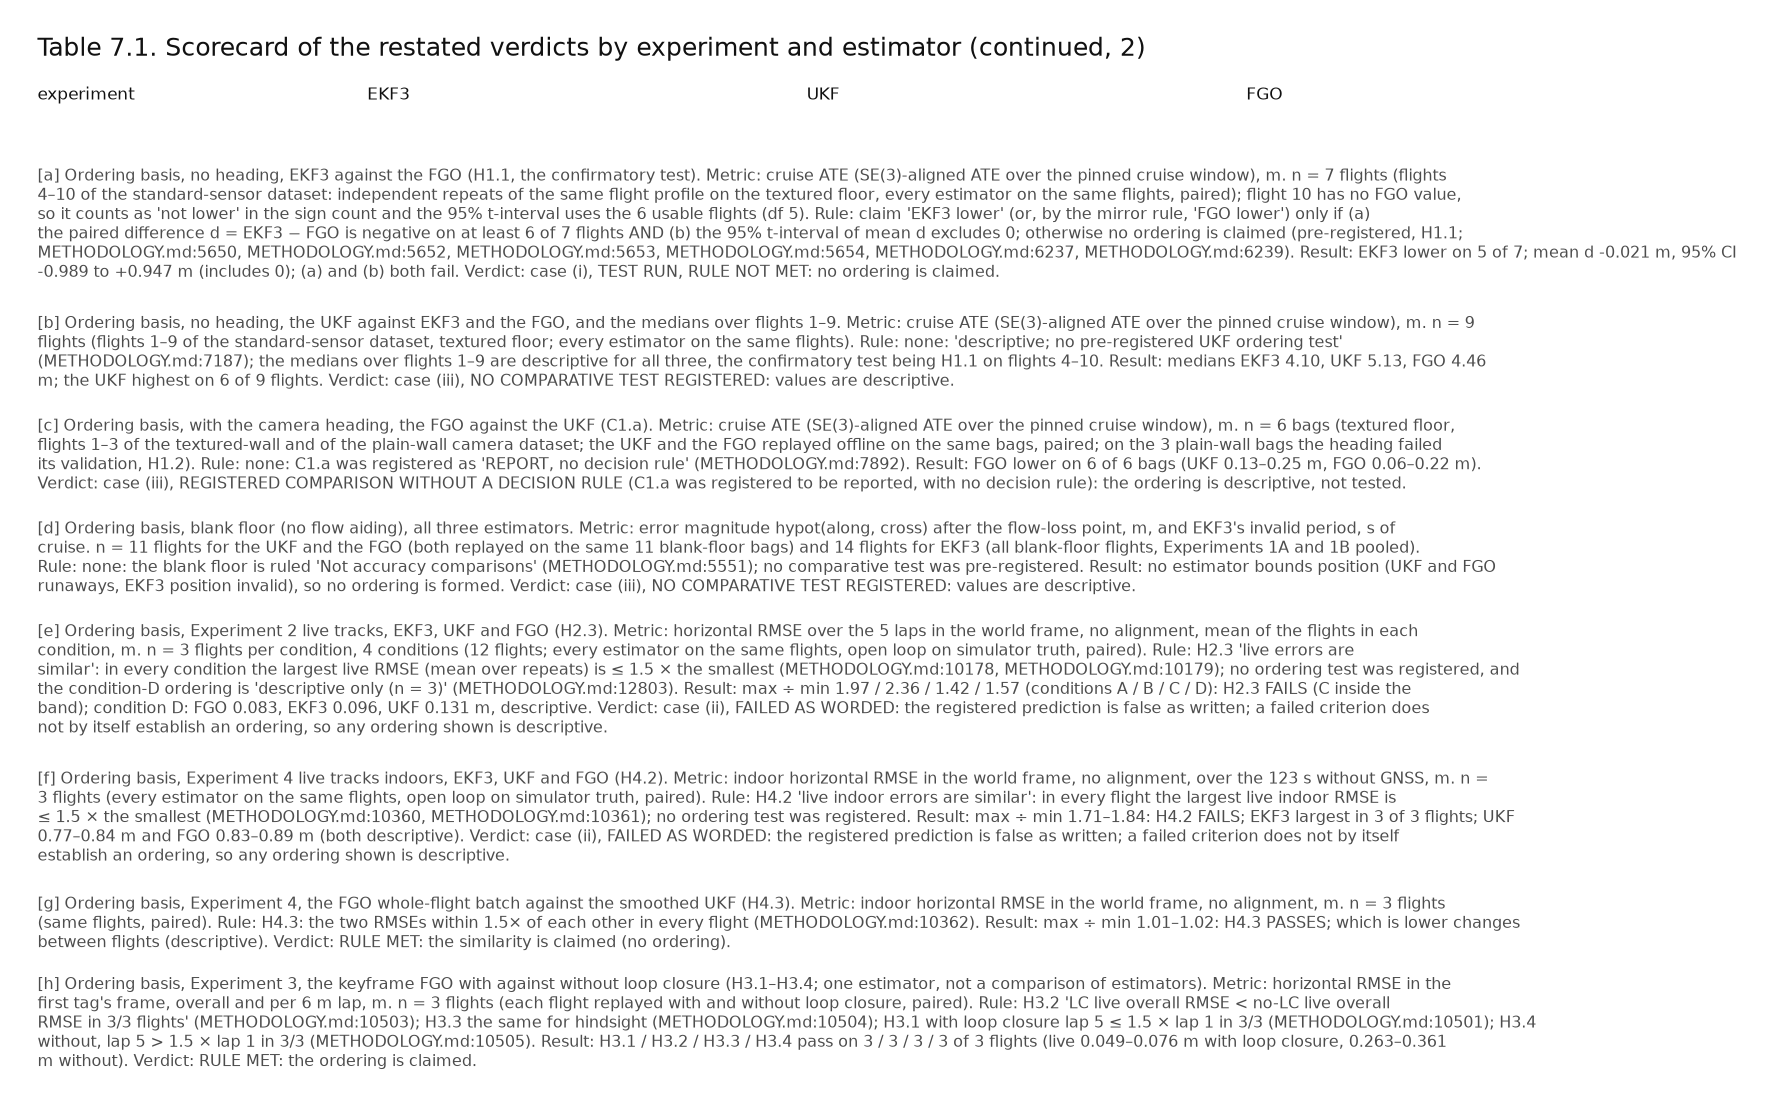 Table 7.1. Scorecard of the restated verdicts by experiment and estimator (continued, 2)
experiment EKF3 UKF FGO
[a] Ordering basis, no heading, EKF3 against the FGO (H1.1, the confirmatory test). Metric: cruise ATE (SE(3)-aligned ATE over the pinned cruise window), m. n = 7 flights (flights
4–10 of the standard-sensor dataset: independent repeats of the same flight profile on the textured floor, every estimator on the same flights, paired); flight 10 has no FGO value,
so it counts as 'not lower' in the sign count and the 95% t-interval uses the 6 usable flights (df 5). Rule: claim 'EKF3 lower' (or, by the mirror rule, 'FGO lower') only if (a)
the paired difference d = EKF3 − FGO is negative on at least 6 of 7 flights AND (b) the 95% t-interval of mean d excludes 0; otherwise no ordering is claimed (pre-registered, H1.1;
METHODOLOGY.md:5650, METHODOLOGY.md:5652, METHODOLOGY.md:5653, METHODOLOGY.md:5654, METHODOLOGY.md:6237, METHODOLOGY.md:6239). Result: EKF3 lower on 5 of 7; mean d -0.021 m, 95% CI
-0.989 to +0.947 m (includes 0); (a) and (b) both fail. Verdict: case (i), TEST RUN, RULE NOT MET: no ordering is claimed.
[b] Ordering basis, no heading, the UKF against EKF3 and the FGO, and the medians over flights 1–9. Metric: cruise ATE (SE(3)-aligned ATE over the pinned cruise window), m. n = 9
flights (flights 1–9 of the standard-sensor dataset, textured floor; every estimator on the same flights). Rule: none: 'descriptive; no pre-registered UKF ordering test'
(METHODOLOGY.md:7187); the medians over flights 1–9 are descriptive for all three, the confirmatory test being H1.1 on flights 4–10. Result: medians EKF3 4.10, UKF 5.13, FGO 4.46
m; the UKF highest on 6 of 9 flights. Verdict: case (iii), NO COMPARATIVE TEST REGISTERED: values are descriptive.
[c] Ordering basis, with the camera heading, the FGO against the UKF (C1.a). Metric: cruise ATE (SE(3)-aligned ATE over the pinned cruise window), m. n = 6 bags (textured floor,
flights 1–3 of the textured-wall and of the plain-wall camera dataset; the UKF and the FGO replayed offline on the same bags, paired; on the 3 plain-wall bags the heading failed
its validation, H1.2). Rule: none: C1.a was registered as 'REPORT, no decision rule' (METHODOLOGY.md:7892). Result: FGO lower on 6 of 6 bags (UKF 0.13–0.25 m, FGO 0.06–0.22 m).
Verdict: case (iii), REGISTERED COMPARISON WITHOUT A DECISION RULE (C1.a was registered to be reported, with no decision rule): the ordering is descriptive, not tested.
[d] Ordering basis, blank floor (no flow aiding), all three estimators. Metric: error magnitude hypot(along, cross) after the flow-loss point, m, and EKF3's invalid period, s of
cruise. n = 11 flights for the UKF and the FGO (both replayed on the same 11 blank-floor bags) and 14 flights for EKF3 (all blank-floor flights, Experiments 1A and 1B pooled).
Rule: none: the blank floor is ruled 'Not accuracy comparisons' (METHODOLOGY.md:5551); no comparative test was pre-registered. Result: no estimator bounds position (UKF and FGO
runaways, EKF3 position invalid), so no ordering is formed. Verdict: case (iii), NO COMPARATIVE TEST REGISTERED: values are descriptive.
[e] Ordering basis, Experiment 2 live tracks, EKF3, UKF and FGO (H2.3). Metric: horizontal RMSE over the 5 laps in the world frame, no alignment, mean of the flights in each
condition, m. n = 3 flights per condition, 4 conditions (12 flights; every estimator on the same flights, open loop on simulator truth, paired). Rule: H2.3 'live errors are
similar': in every condition the largest live RMSE (mean over repeats) is ≤ 1.5 × the smallest (METHODOLOGY.md:10178, METHODOLOGY.md:10179); no ordering test was registered, and
the condition-D ordering is 'descriptive only (n = 3)' (METHODOLOGY.md:12803). Result: max ÷ min 1.97 / 2.36 / 1.42 / 1.57 (conditions A / B / C / D): H2.3 FAILS (C inside the
band); condition D: FGO 0.083, EKF3 0.096, UKF 0.131 m, descriptive. Verdict: case (ii), FAILED AS WORDED: the registered prediction is false as written; a failed criterion does
not by itself establish an ordering, so any ordering shown is descriptive.
[f] Ordering basis, Experiment 4 live tracks indoors, EKF3, UKF and FGO (H4.2). Metric: indoor horizontal RMSE in the world frame, no alignment, over the 123 s without GNSS, m. n =
3 flights (every estimator on the same flights, open loop on simulator truth, paired). Rule: H4.2 'live indoor errors are similar': in every flight the largest live indoor RMSE is
≤ 1.5 × the smallest (METHODOLOGY.md:10360, METHODOLOGY.md:10361); no ordering test was registered. Result: max ÷ min 1.71–1.84: H4.2 FAILS; EKF3 largest in 3 of 3 flights; UKF
0.77–0.84 m and FGO 0.83–0.89 m (both descriptive). Verdict: case (ii), FAILED AS WORDED: the registered prediction is false as written; a failed criterion does not by itself
establish an ordering, so any ordering shown is descriptive.
[g] Ordering basis, Experiment 4, the FGO whole-flight batch against the smoothed UKF (H4.3). Metric: indoor horizontal RMSE in the world frame, no alignment, m. n = 3 flights
(same flights, paired). Rule: H4.3: the two RMSEs within 1.5× of each other in every flight (METHODOLOGY.md:10362). Result: max ÷ min 1.01–1.02: H4.3 PASSES; which is lower changes
between flights (descriptive). Verdict: RULE MET: the similarity is claimed (no ordering).
[h] Ordering basis, Experiment 3, the keyframe FGO with against without loop closure (H3.1–H3.4; one estimator, not a comparison of estimators). Metric: horizontal RMSE in the
first tag's frame, overall and per 6 m lap, m. n = 3 flights (each flight replayed with and without loop closure, paired). Rule: H3.2 'LC live overall RMSE < no-LC live overall
RMSE in 3/3 flights' (METHODOLOGY.md:10503); H3.3 the same for hindsight (METHODOLOGY.md:10504); H3.1 with loop closure lap 5 ≤ 1.5 × lap 1 in 3/3 (METHODOLOGY.md:10501); H3.4
without, lap 5 > 1.5 × lap 1 in 3/3 (METHODOLOGY.md:10505). Result: H3.1 / H3.2 / H3.3 / H3.4 pass on 3 / 3 / 3 / 3 of 3 flights (live 0.049–0.076 m with loop closure, 0.263–0.361
m without). Verdict: RULE MET: the ordering is claimed.